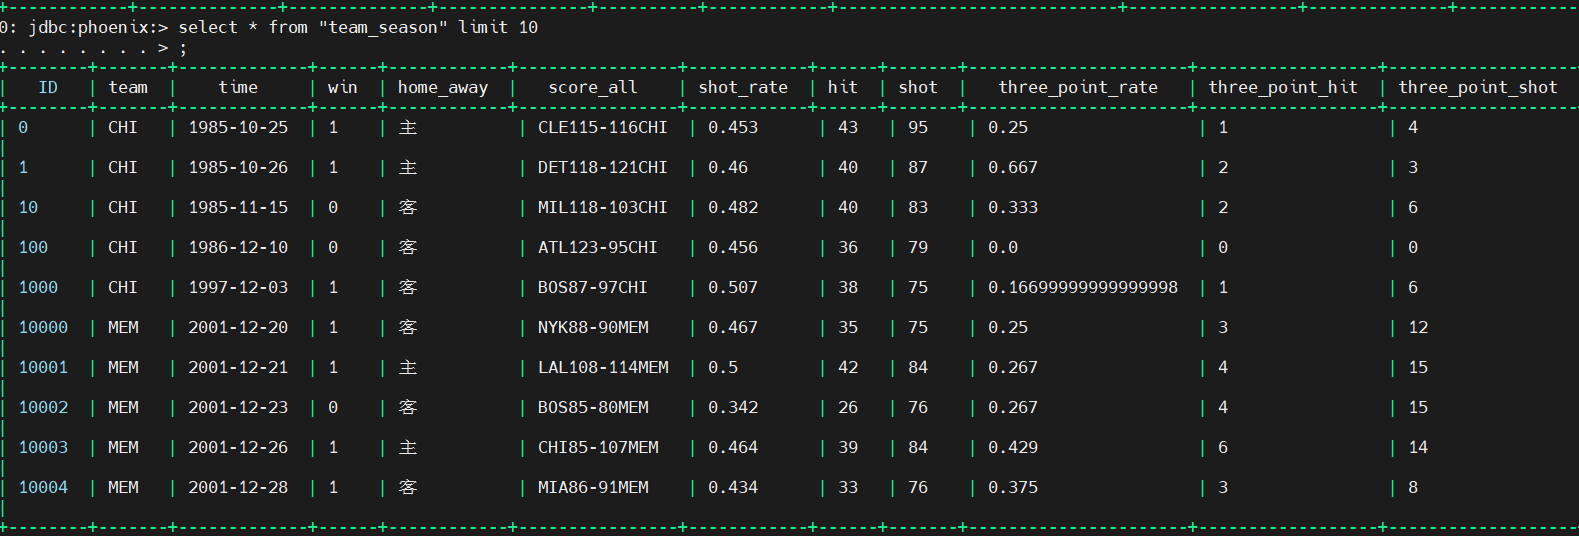 0: jdbc:phoenix:> select * from "team_season" limit 10
. . . . . . . . > ;
| ID | team | time | win | home_away | score_all | shot_rate | hit | shot | three_point_rate | three_point_hit | three_point_shot
| 0 | CHI | 1985-10-25 | 1 | 主 | CLE115-116CHI | 0.453 | 43 | 95 | 0.25 | 1 | 4
| 1 | CHI | 1985-10-26 | 1 | 主 | DET118-121CHI | 0.46 | 40 | 87 | 0.667 | 2 | 3
| 10 | CHI | 1985-11-15 | 0 | 客 | MIL118-103CHI | 0.482 | 40 | 83 | 0.333 | 2 | 6
| 100 | CHI | 1986-12-10 | 0 | 客 | ATL123-95CHI | 0.456 | 36 | 79 | 0.0 | 0 | 0
| 1000 | CHI | 1997-12-03 | 1 | 客 | BOS87-97CHI | 0.507 | 38 | 75 | 0.16699999999999998 | 1 | 6
| 10000 | MEM | 2001-12-20 | 1 | 客 | NYK88-90MEM | 0.467 | 35 | 75 | 0.25 | 3 | 12
| 10001 | MEM | 2001-12-21 | 1 | 主 | LAL108-114MEM | 0.5 | 42 | 84 | 0.267 | 4 | 15
| 10002 | MEM | 2001-12-23 | 0 | 客 | BOS85-80MEM | 0.342 | 26 | 76 | 0.267 | 4 | 15
| 10003 | MEM | 2001-12-26 | 1 | 主 | CHI85-107MEM | 0.464 | 39 | 84 | 0.429 | 6 | 14
| 10004 | MEM | 2001-12-28 | 1 | 客 | MIA86-91MEM | 0.434 | 33 | 76 | 0.375 | 3 | 8